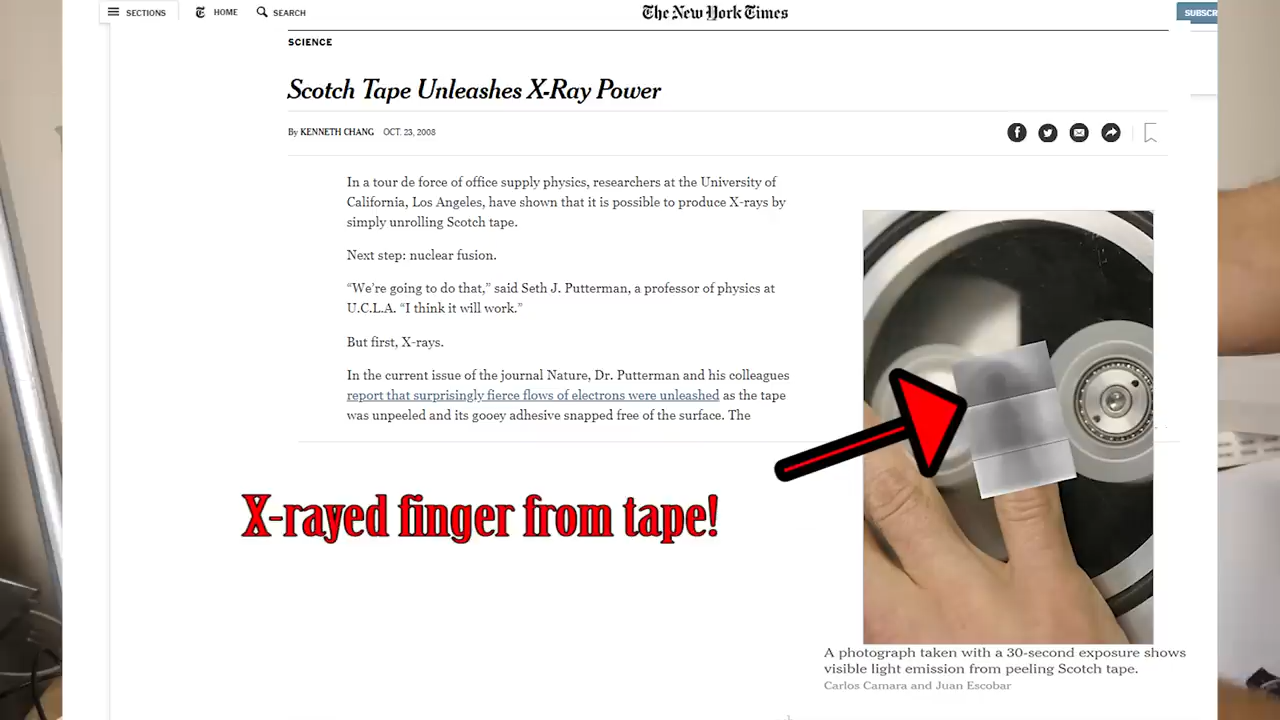 SECTIONS
HOME
SEARCH
The New York Times
SUBSCR
SCIENCE
Scotch Tape Unleashes X-Ray Power
By KENNETH CHANG OCT. 23, 2008
In a tour de force of office supply physics, researchers at the University of
California, Los Angeles, have shown that it is possible to produce X-rays by
simply unrolling Scotch tape.
Next step: nuclear fusion.
“We’re going to do that,” said Seth J. Putterman, a professor of physics at
U.C.L.A. “I think it will work.”
But first, X-rays.
In the current issue of the journal Nature, Dr. Putterman and his colleagues
report that surprisingly fierce flows of electrons were unleashed as the tape
was unpeeled and its gooey adhesive snapped free of the surface. The
X-rayed finger from tape!
A photograph taken with a 30-second exposure shows
visible light emission from peeling Scotch tape.
Carlos Camara and Juan Escobar